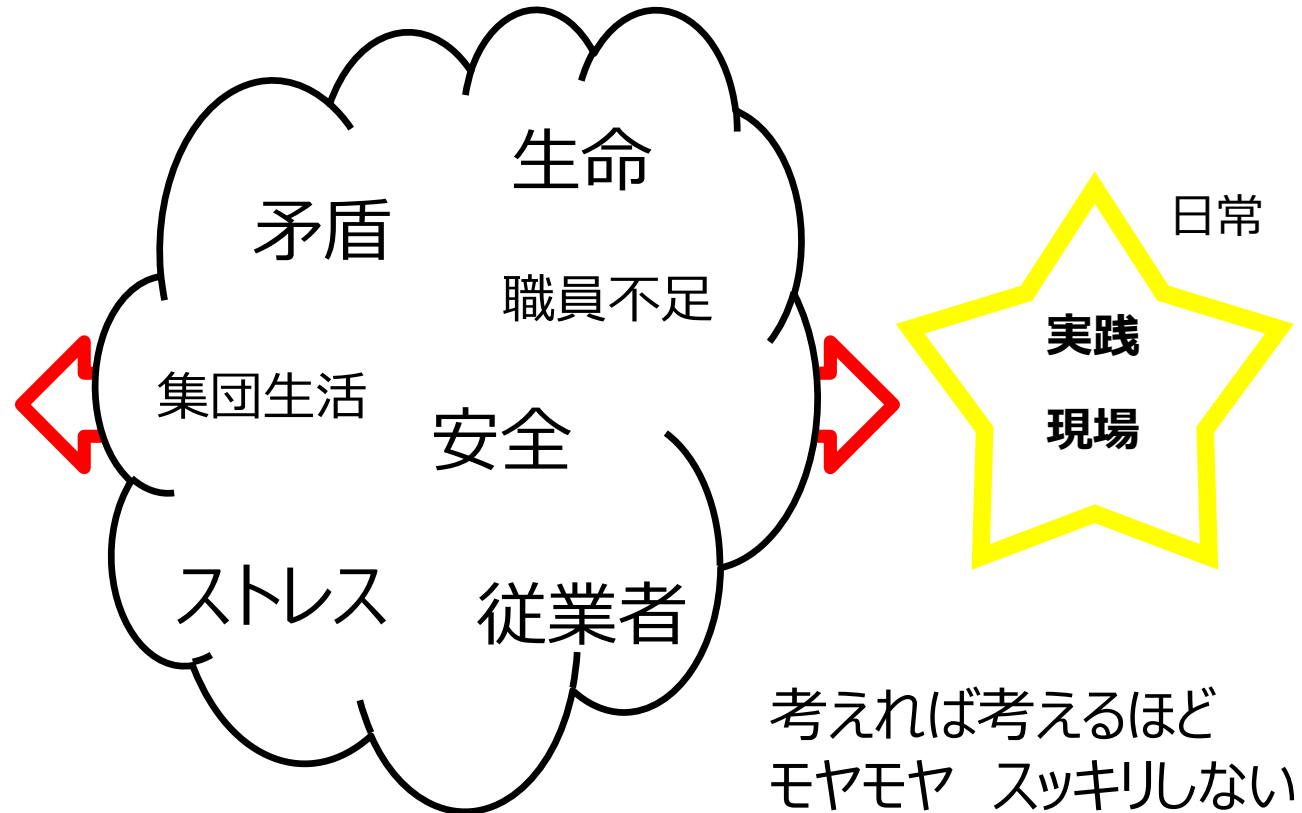 生命
矛盾
職員不足
集団生活
安全
ストレス
従業者
日常
実践
現場
考えれば考えるほど
モヤモヤ　スッキリしない